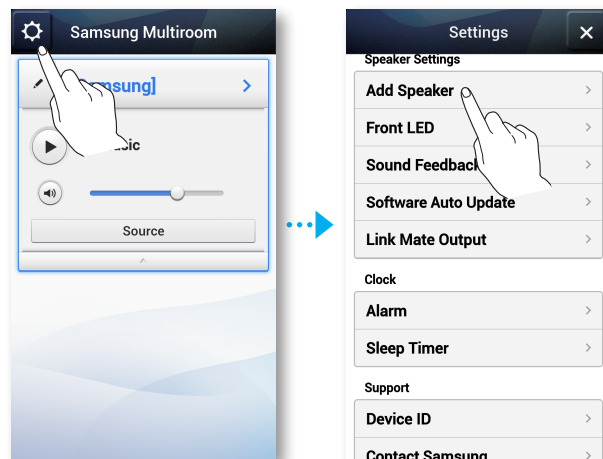 Samsung Multiroom
Samsung]
Source
Settings
Speaker Settings
Add Speaker
Front LED
Sound Feedback
Software Auto Update
Link Mate Output
Clock
Alarm
Sleep Timer
Support
Device ID
Contact Samsung